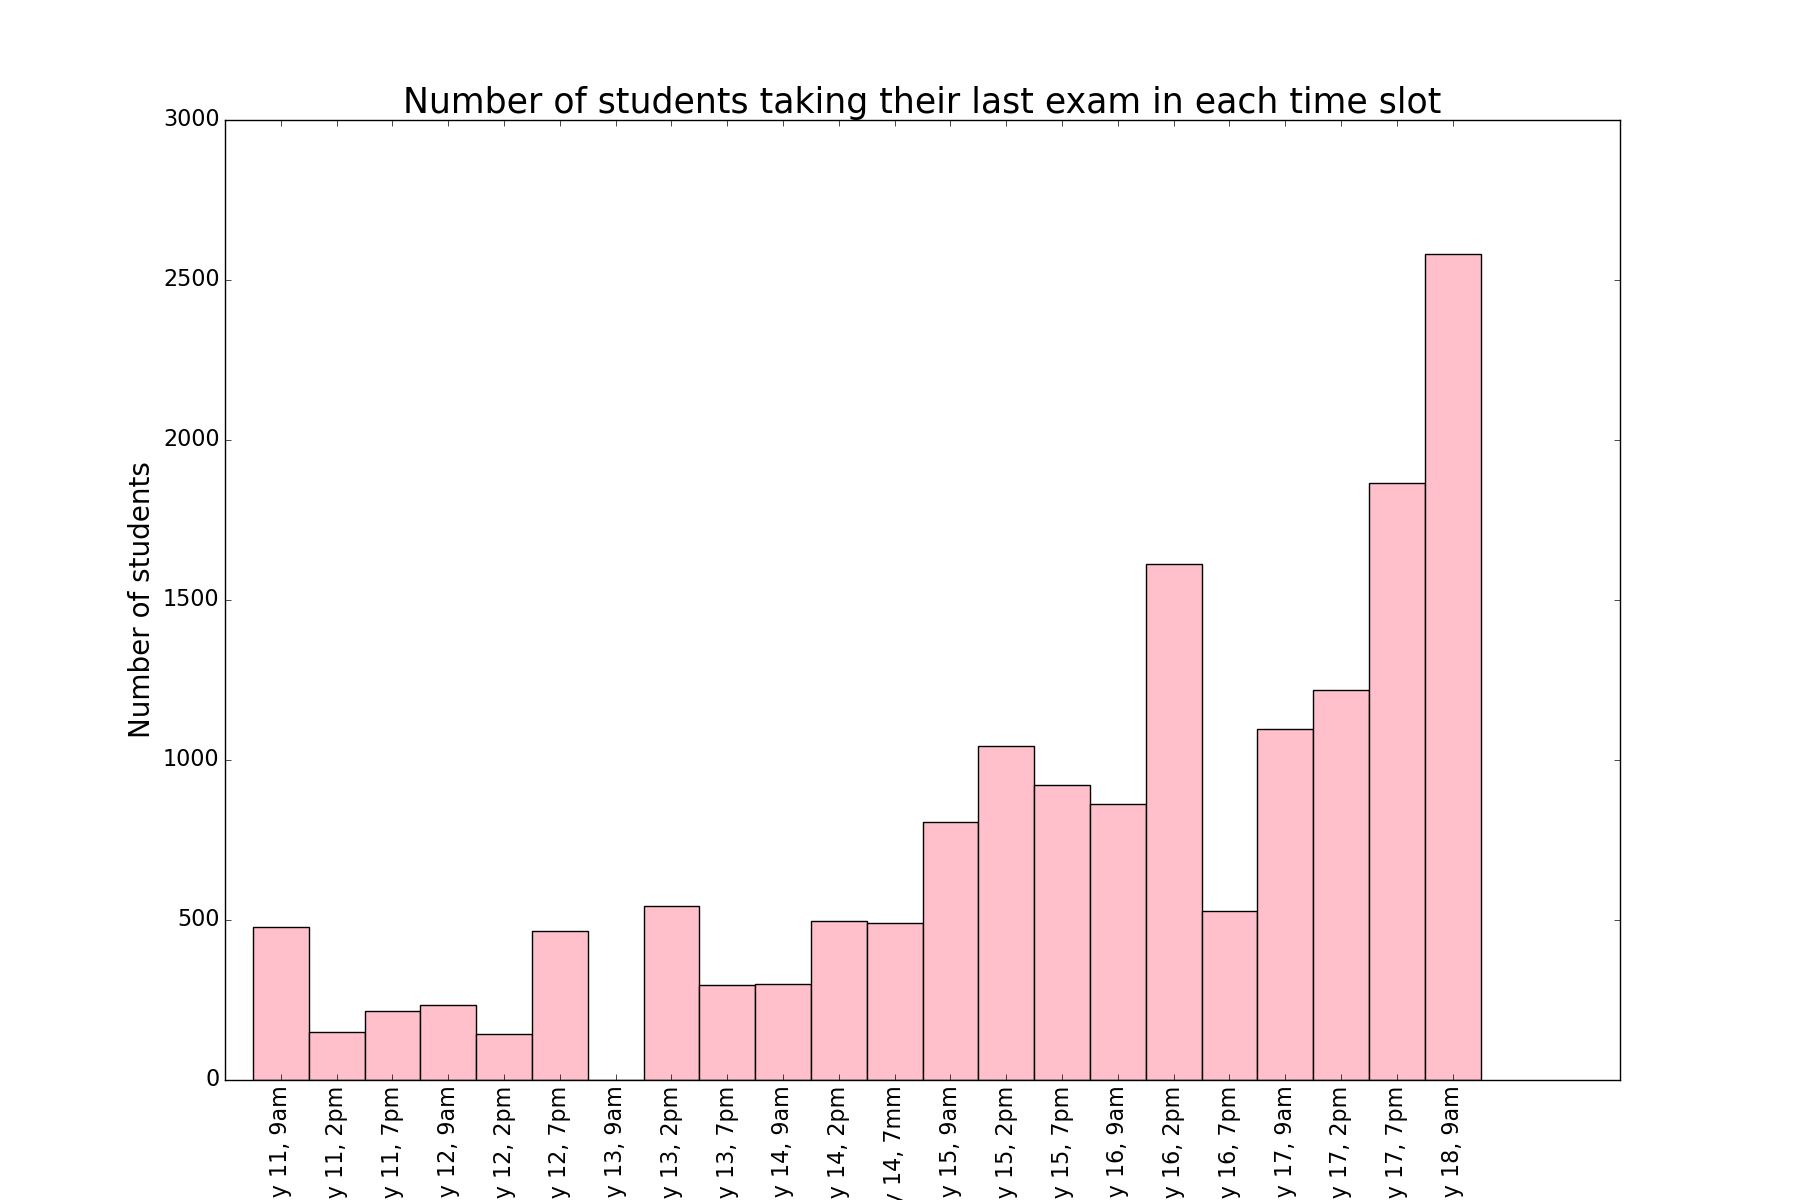 Number of students taking their last exam in each time slot
Number of students
3000
2500
2000
1500
1000
500
0
y 11, 9am
y 11, 2pm
y 11, 7pm
y 12, 9am
y 12, 2pm
y 12, 7pm
y 13, 9am
y 13, 2pm
y 13, 7pm
y 14, 9am
y 14, 2pm
y 14, 7mm
y 15, 9am
y 15, 2pm
y 15, 7pm
y 16, 9am
y 16, 2pm
y 16, 7pm
y 17, 9am
y 17, 2pm
y 17, 7pm
y 18, 9am